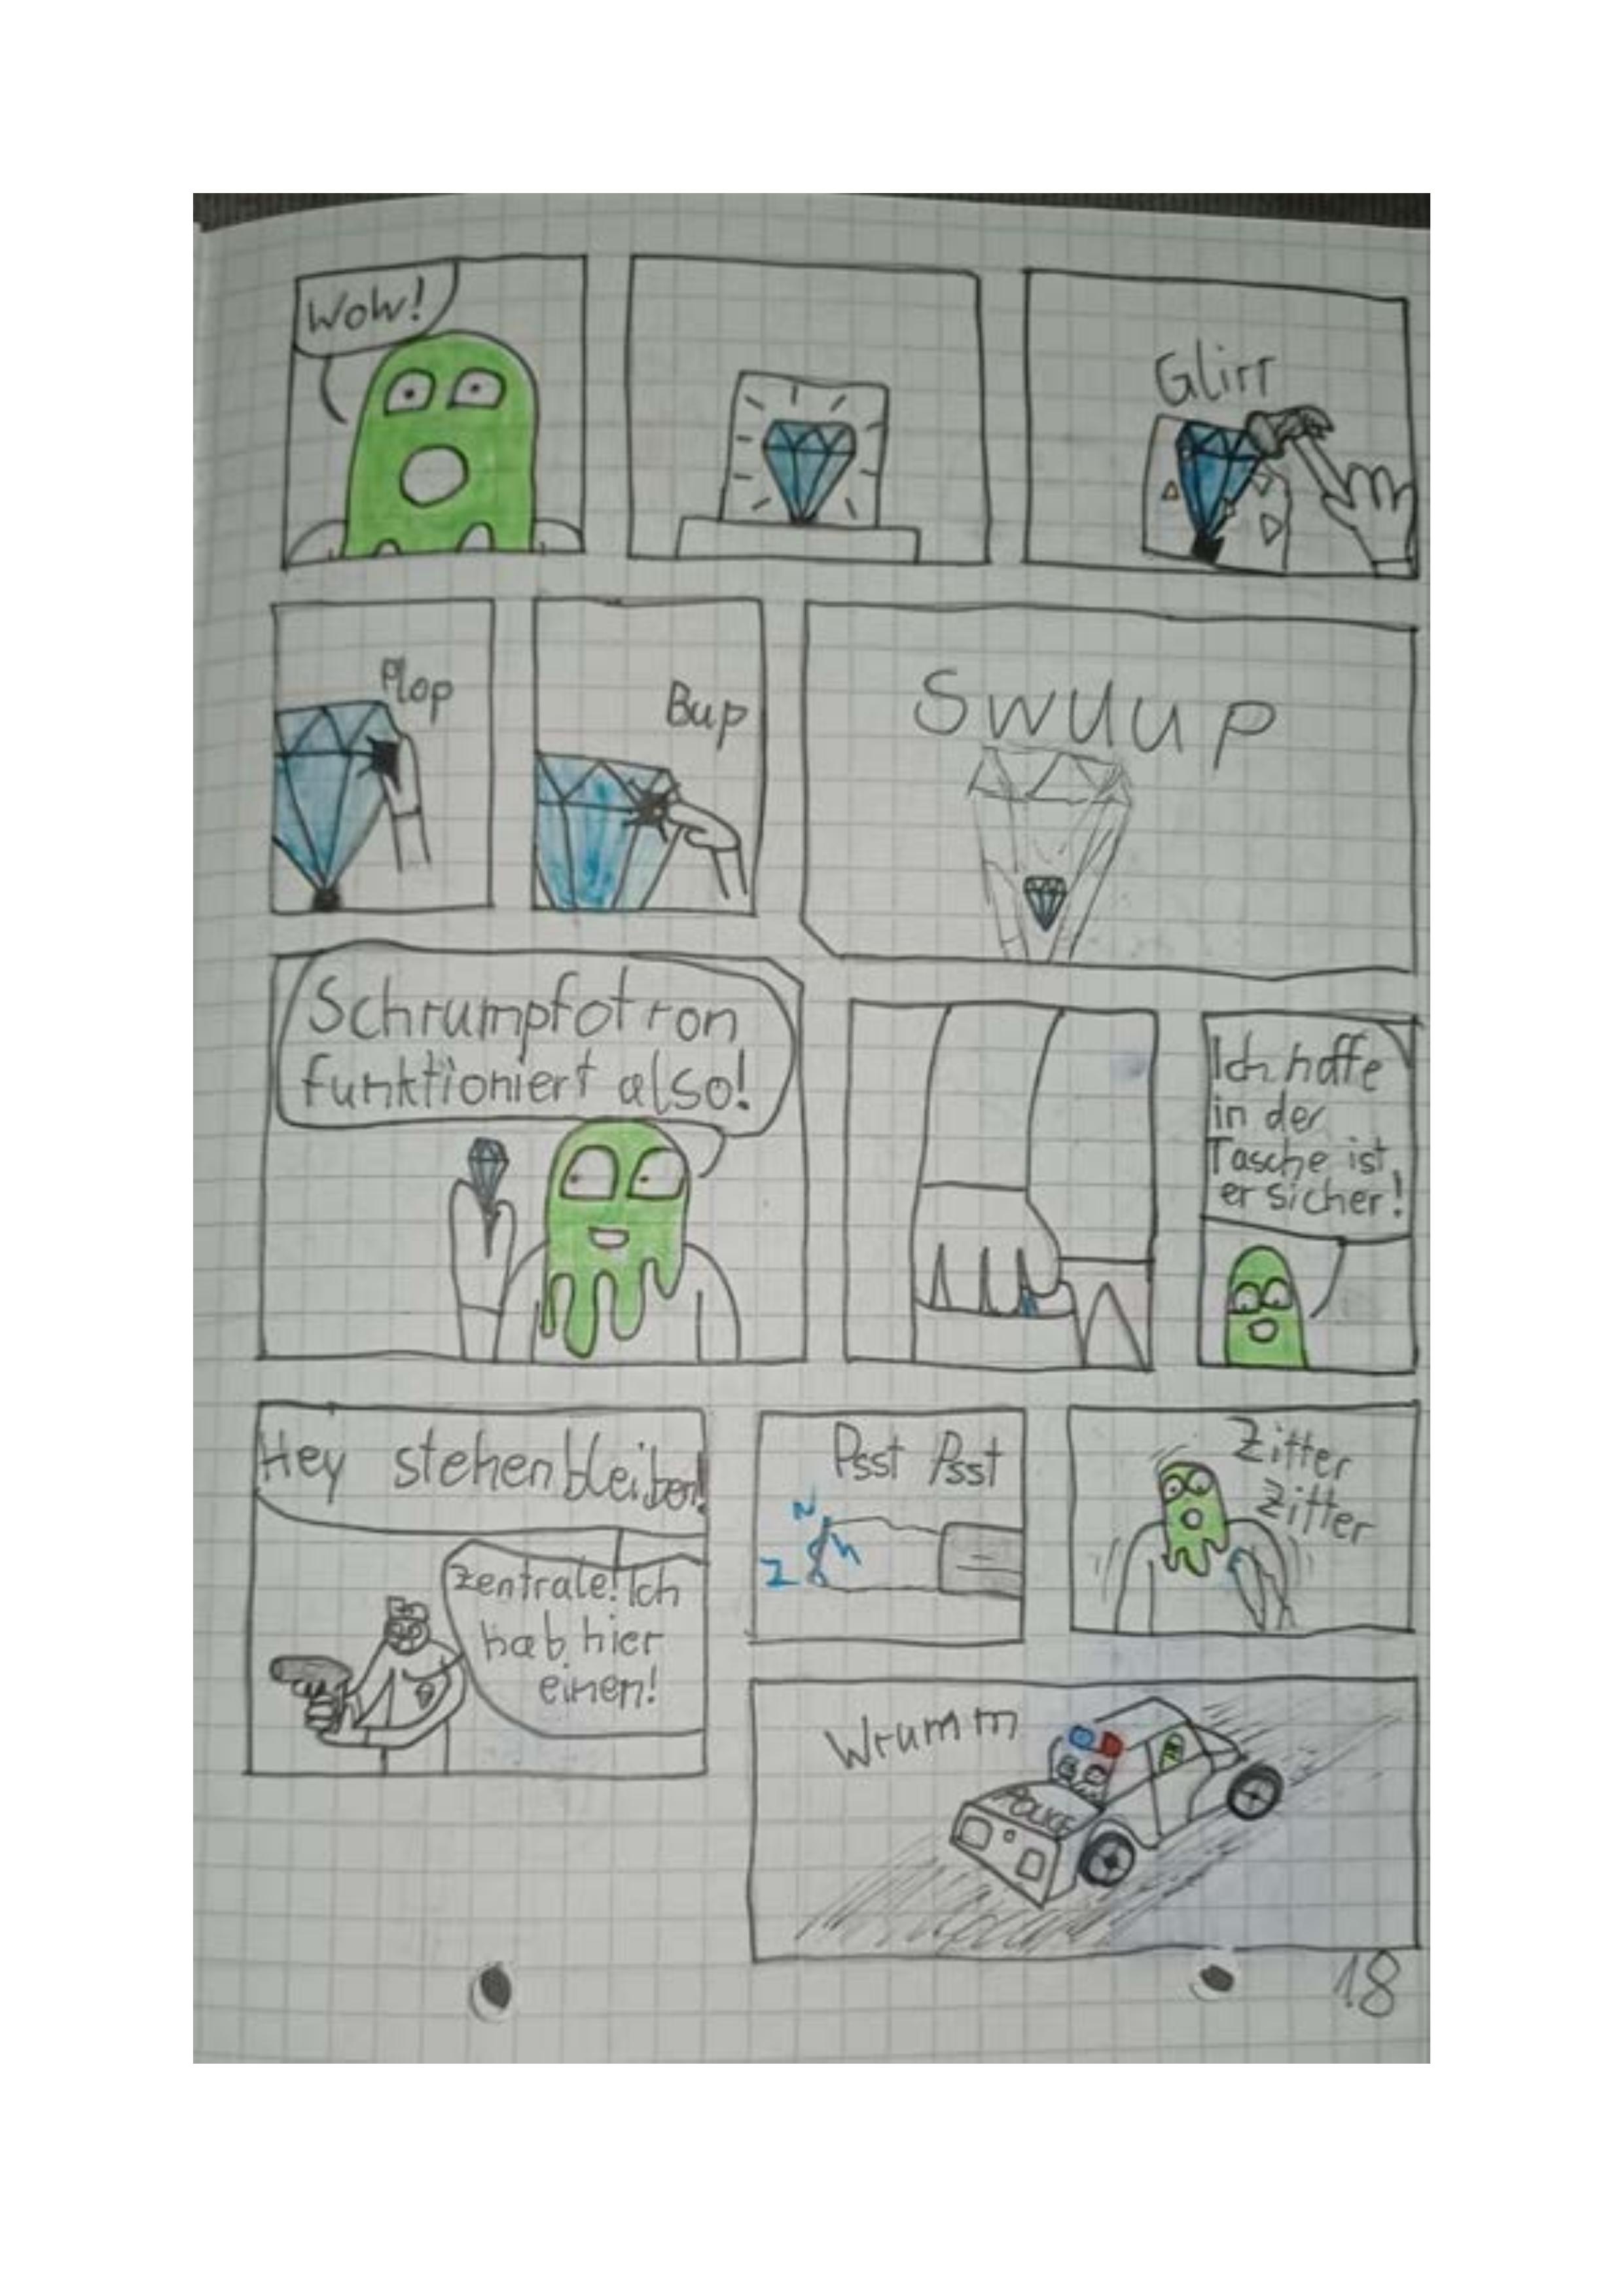 Wow!
Glirr
Plop
Bup
Swuup
Schrumpfotron
funktioniert also!
Ich hoffe
in der
Tasche ist
er sicher!
Hey stehenbleiben!
Zentrale! Ich
hab hier
einen!
Psst Psst
Zitter
Zitter
Wrumm
POLICE
18